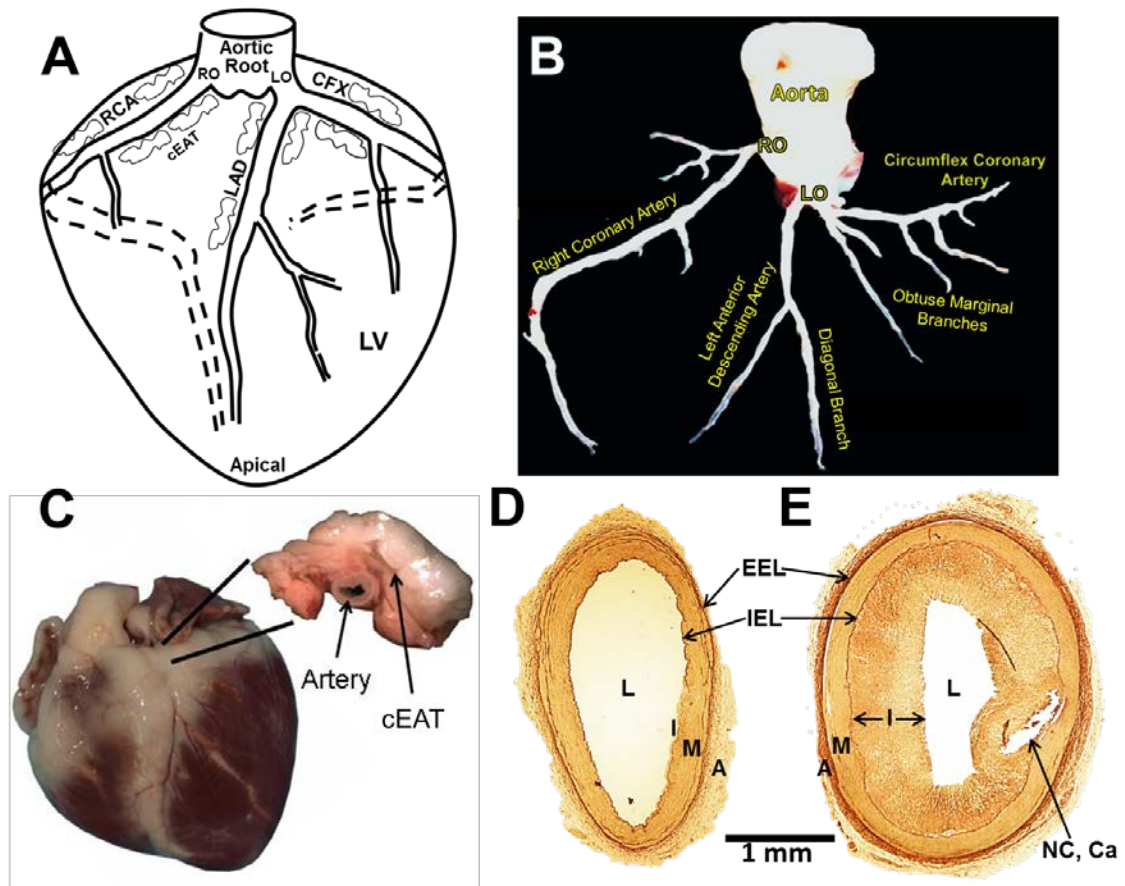 A
Aortic
Root
RO
LO
RCA
CFX
cEAT
LAD
LV
Apical
B
Aorta
RO
LO
Circumflex Coronary
Artery
Right Coronary Artery
Left Anterior
Descending Artery
Diagonal Branch
Obtuse Marginal
Branches
C
Artery
cEAT
D
E
EEL
IEL
L
I
M
A
L
I
M
A
NC, Ca
1 mm